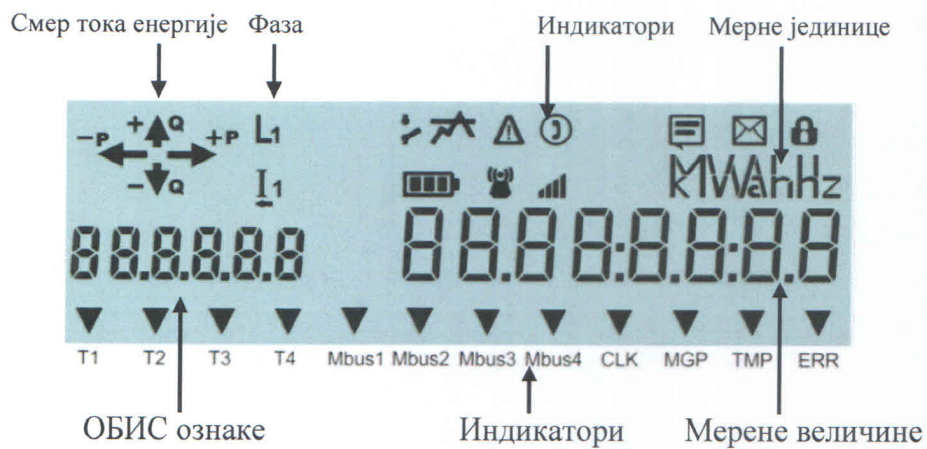 Смер тока енергије Фаза Индикатори Мерне јединице
-P +Q +P L1
-Q I1
MWAhHz
88.8.8.8.8 88.88:8.8:8.8
T1 T2 T3 T4 Mbus1 Mbus2 Mbus3 Mbus4 CLK MGP TMP ERR
ОБИС ознаке Индикатори Мерене величине